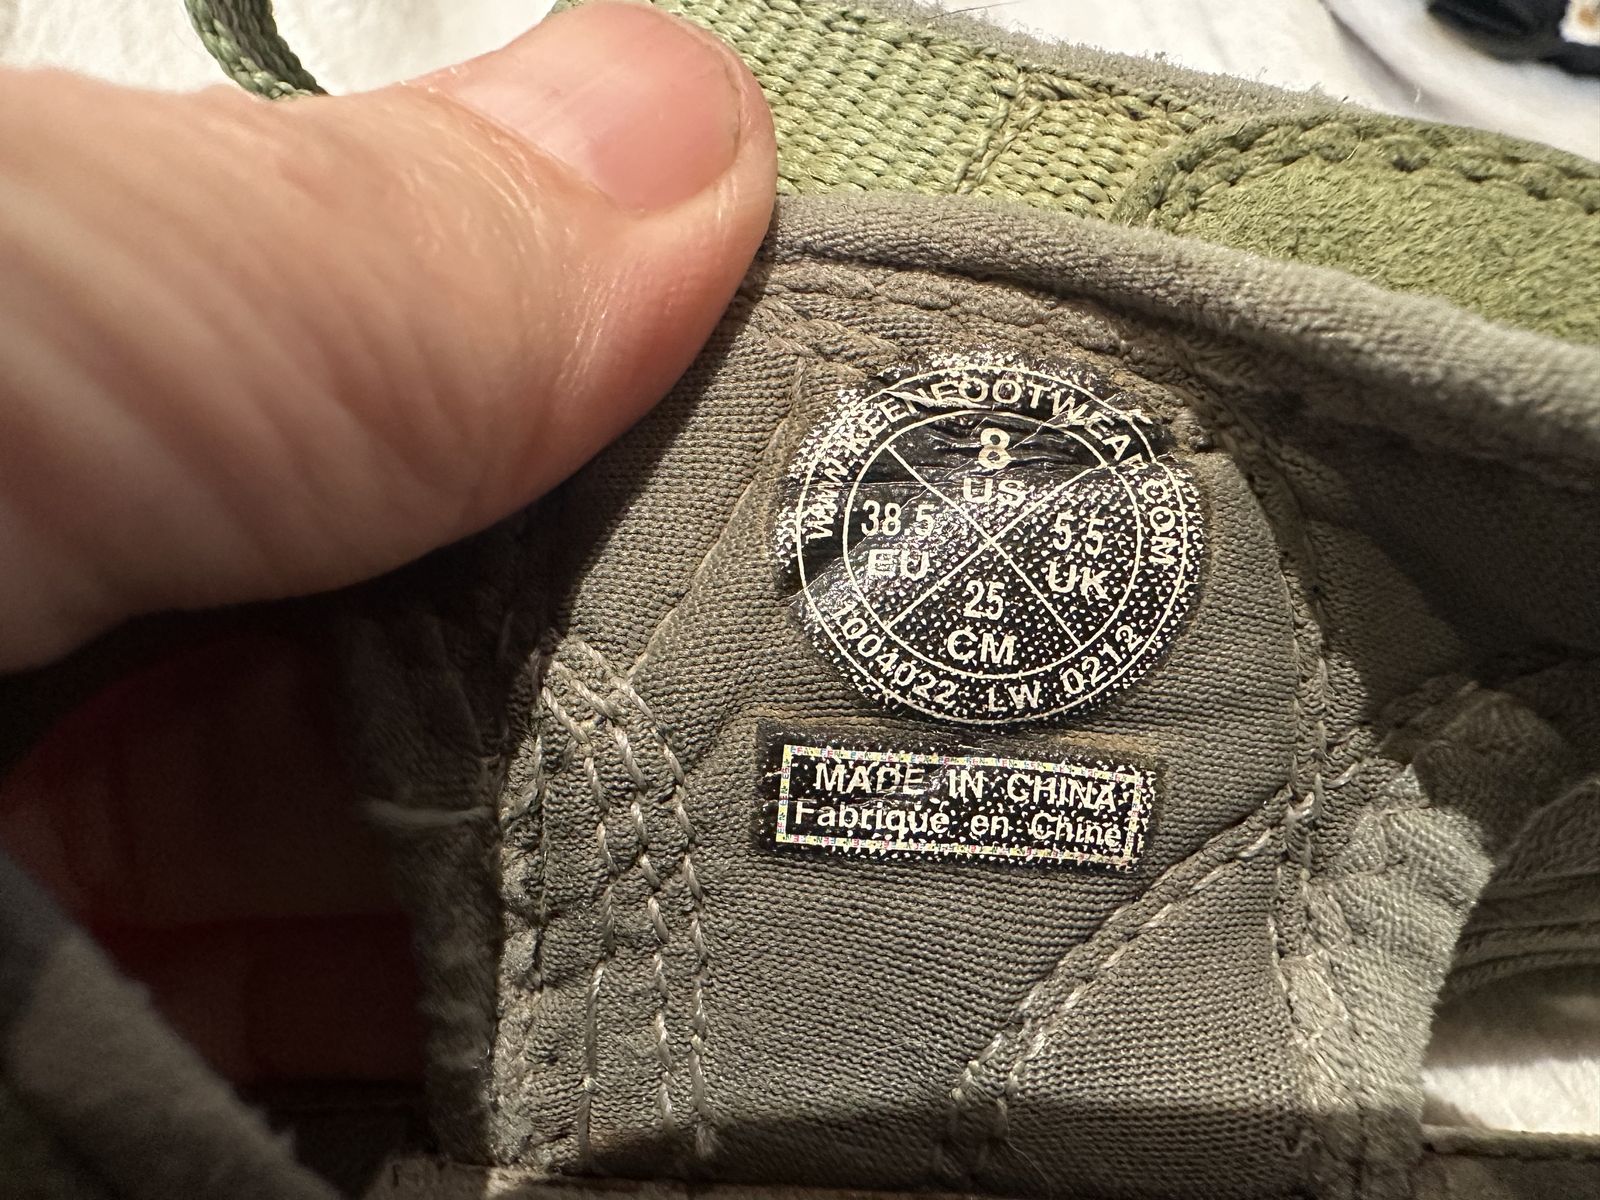 WWW.KEENFOOTWEAR.COM
8
US
38.5
EU
5.5
UK
25
CM
1004022 LW 0212
MADE IN CHINA
Fabriqué en Chine